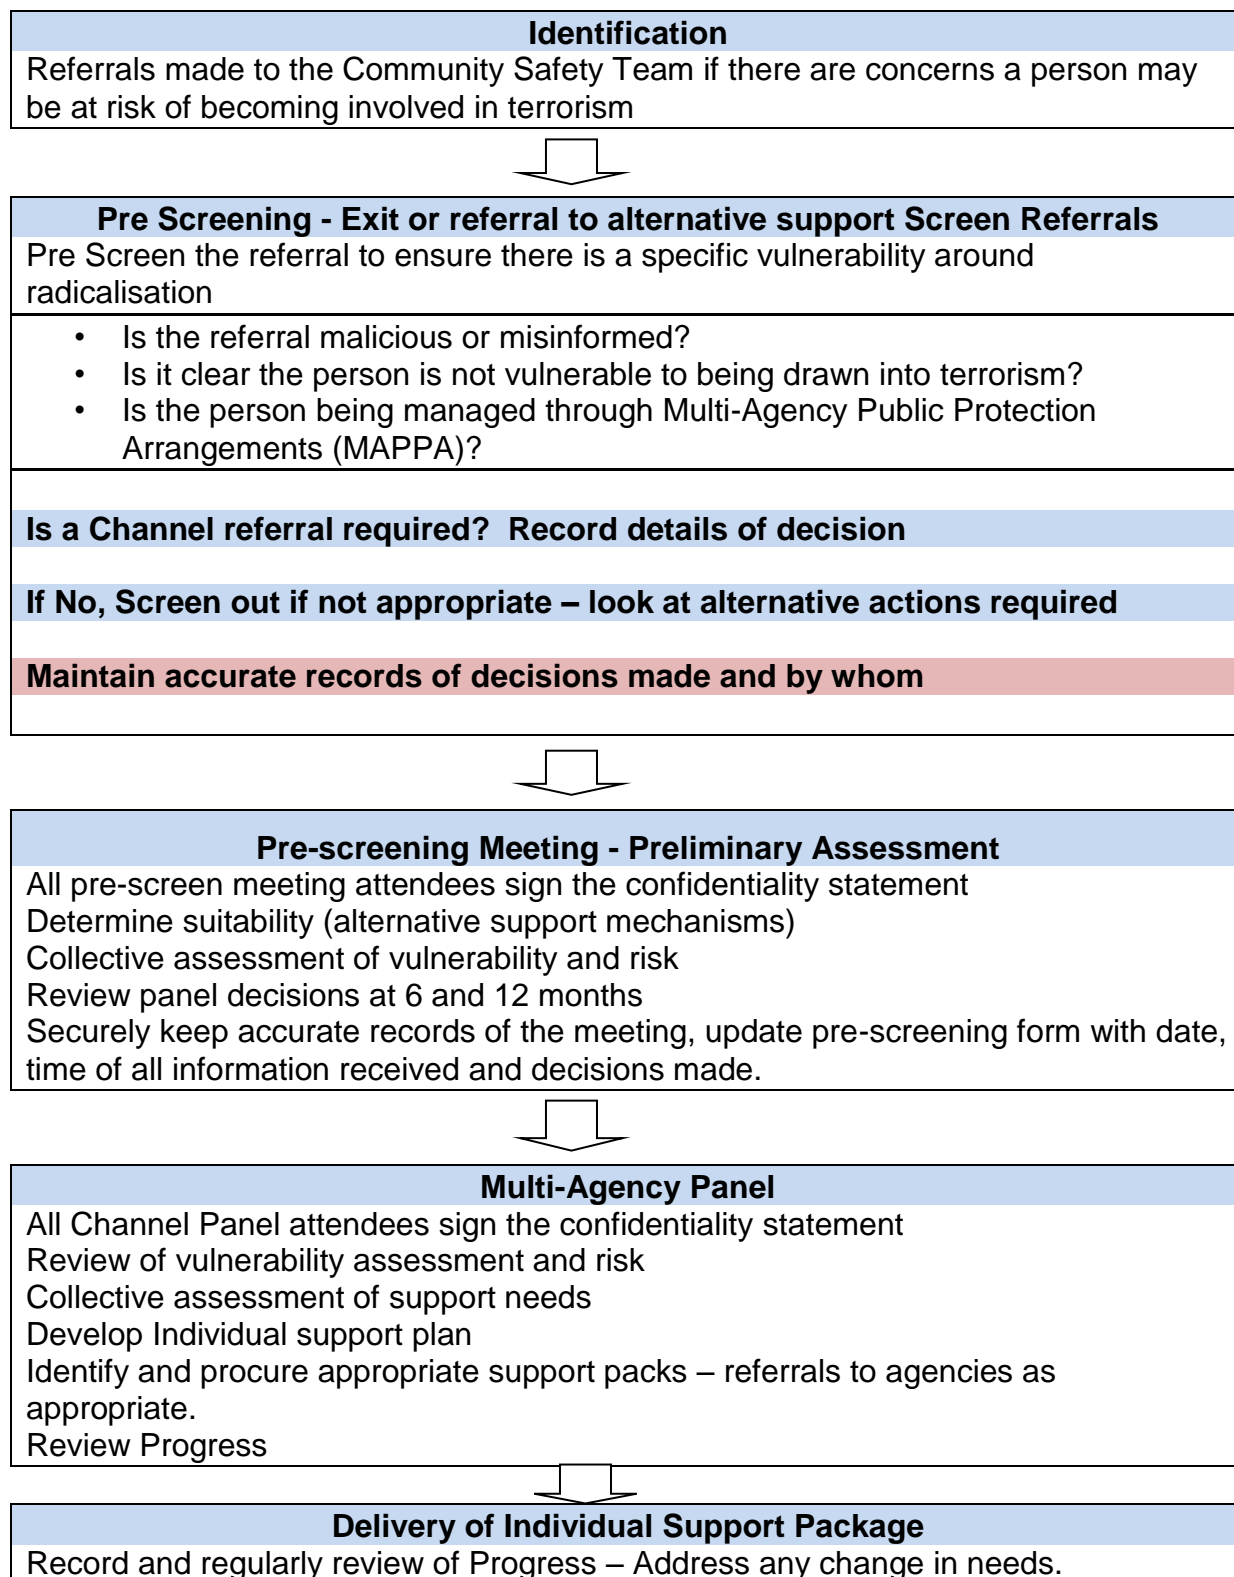 Identification
Referrals made to the Community Safety Team if there are concerns a person may
be at risk of becoming involved in terrorism
Pre Screening - Exit or referral to alternative support Screen Referrals
Pre Screen the referral to ensure there is a specific vulnerability around
radicalisation
• Is the referral malicious or misinformed?
• Is it clear the person is not vulnerable to being drawn into terrorism?
• Is the person being managed through Multi-Agency Public Protection
Arrangements (MAPPA)?
Is a Channel referral required? Record details of decision
If No, Screen out if not appropriate – look at alternative actions required
Maintain accurate records of decisions made and by whom
Pre-screening Meeting - Preliminary Assessment
All pre-screen meeting attendees sign the confidentiality statement
Determine suitability (alternative support mechanisms)
Collective assessment of vulnerability and risk
Review panel decisions at 6 and 12 months
Securely keep accurate records of the meeting, update pre-screening form with date,
time of all information received and decisions made.
Multi-Agency Panel
All Channel Panel attendees sign the confidentiality statement
Review of vulnerability assessment and risk
Collective assessment of support needs
Develop Individual support plan
Identify and procure appropriate support packs – referrals to agencies as
appropriate.
Review Progress
Delivery of Individual Support Package
Record and regularly review of Progress – Address any change in needs.